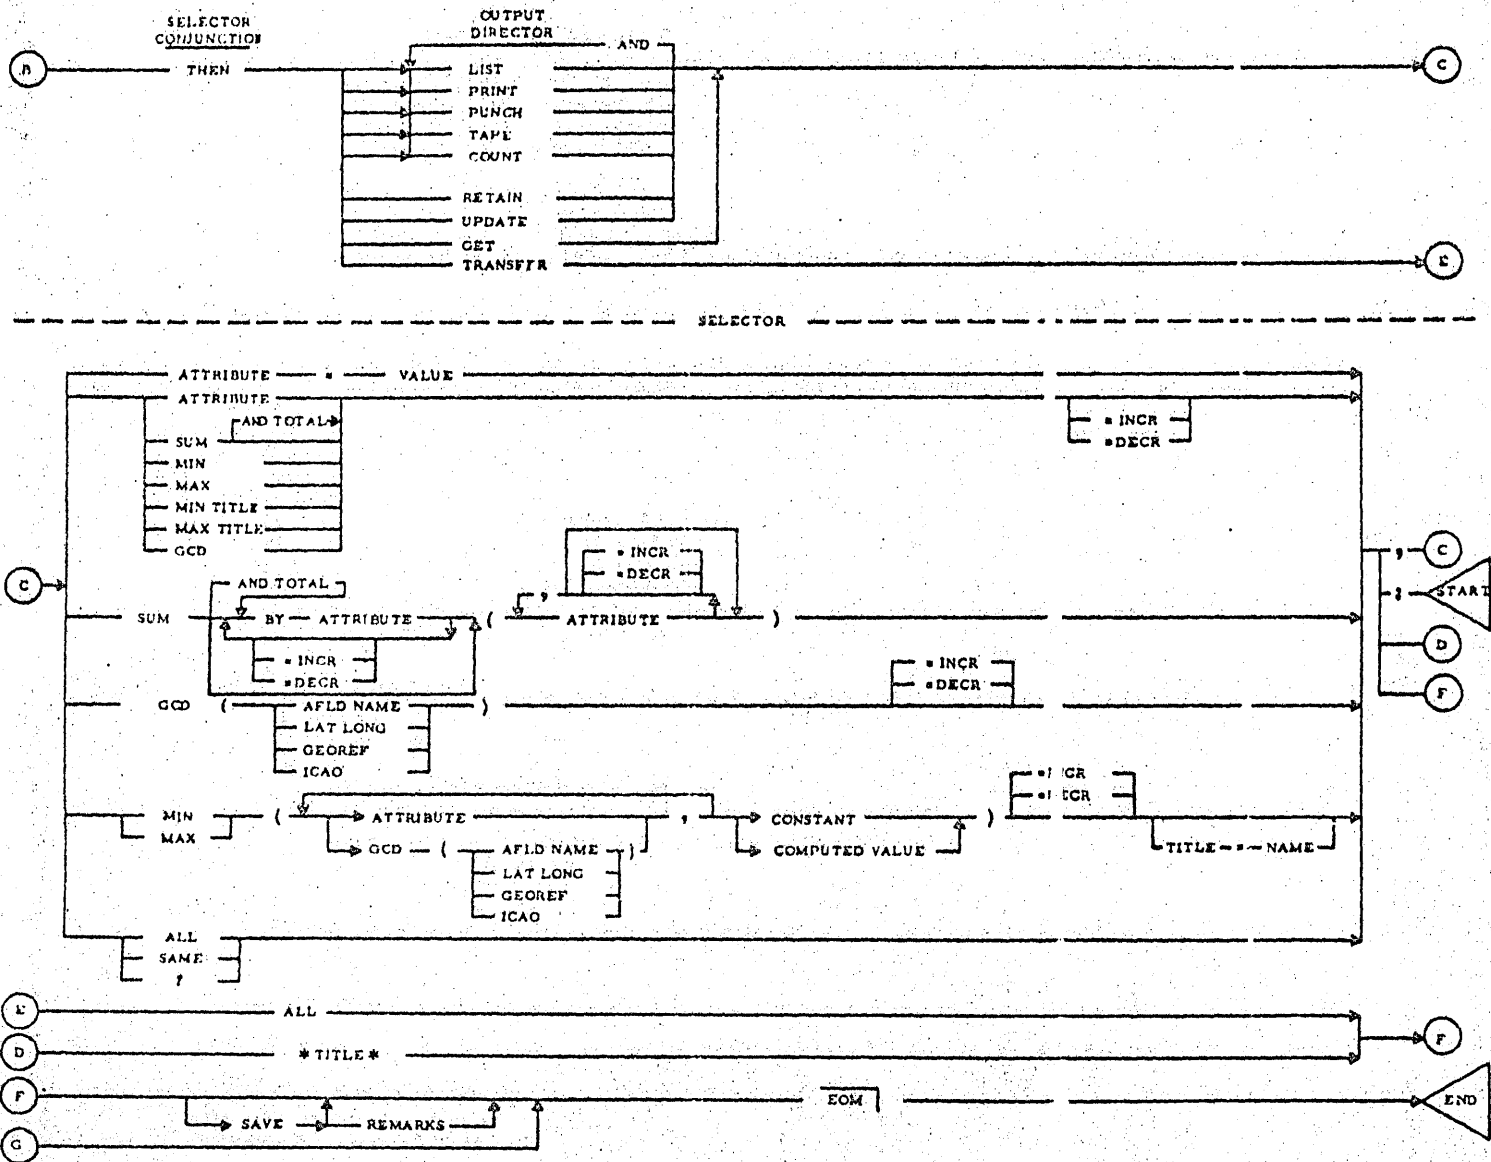 SELECTOR
CONJUNCTION
OUTPUT
DIRECTOR
AND
THEN
LIST
C
PRINT
PUNCH
TAPE
COUNT
RETAIN
UPDATE
GET
TRANSFER
E
SELECTOR
ATTRIBUTE = VALUE
ATTRIBUTE
AND TOTAL
= INCR
SUM
= DECR
MIN
MAX
MIN TITLE
MAX TITLE
GCD
= INCR
= DECR
, C
C
AND TOTAL
; START
,
SUM BY ATTRIBUTE ( ATTRIBUTE )
D
= INCR
= DECR
= INCR
= DECR
F
GCD ( AFLD NAME )
LAT LONG
GEOREF
ICAO
MIN ( ATTRIBUTE , CONSTANT )
MAX
GCD ( AFLD NAME ) COMPUTED VALUE
TITLE = NAME
LAT LONG
GEOREF
ICAO
ALL
SAME
E ALL
F
D * TITLE *
F EOM END
SAVE REMARKS
G